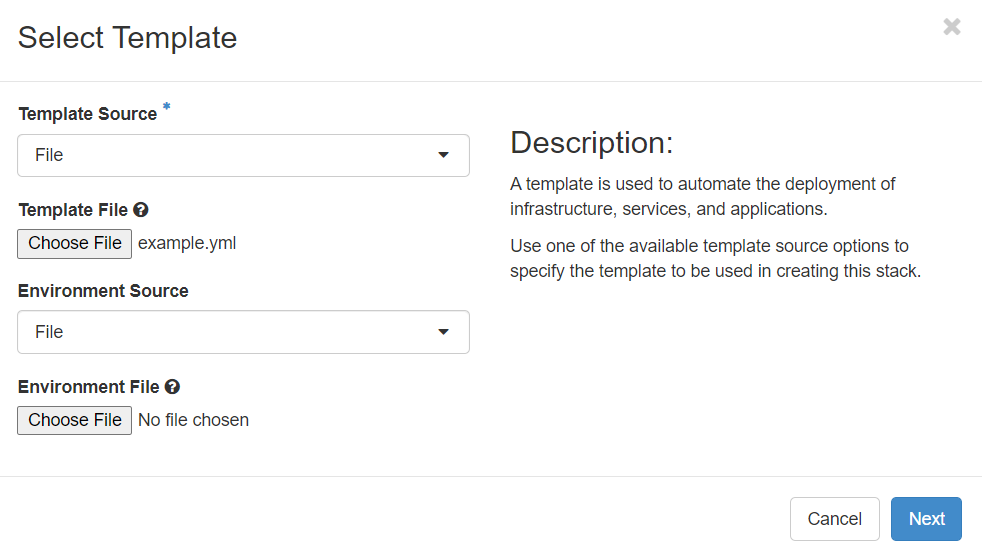 Select Template
×
Template Source *
File
Template File ?
Choose File example.yml
Environment Source
File
Environment File ?
Choose File No file chosen
Description:
A template is used to automate the deployment of
infrastructure, services, and applications.
Use one of the available template source options to
specify the template to be used in creating this stack.
Cancel
Next